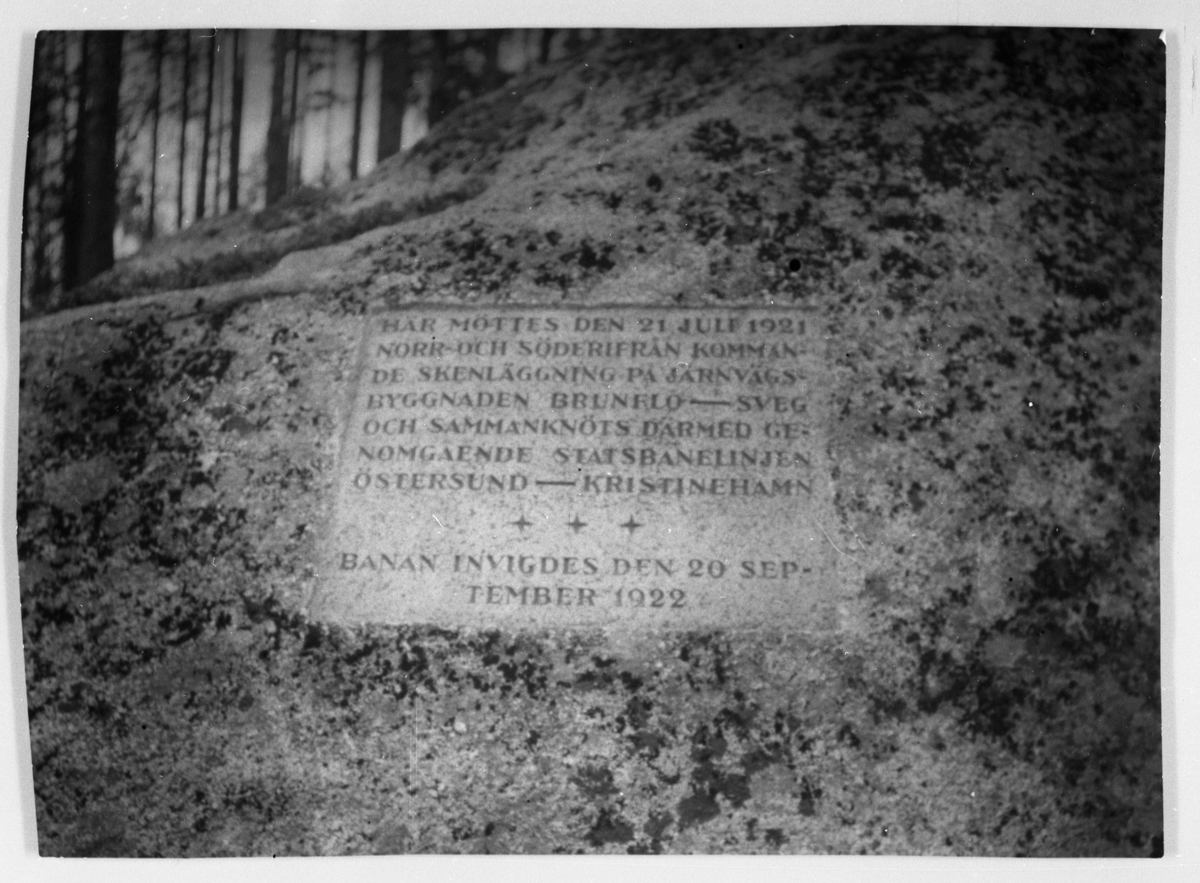 HÄR MÖTTES DEN 21 JULI 1921
NORR- OCH SÖDERIFRÅN KOMMAN-
DE SKENLÄGGNING PÅ JÄRNVÄGS-
BYGGNADEN BRUNFLO — SVEG
OCH SAMMANKNÖTS DÄRMED GE-
NOMGAENDE STATSBANELINJEN
ÖSTERSUND — KRISTINEHAMN
BANAN INVIGDES DEN 20 SEP-
TEMBER 1922